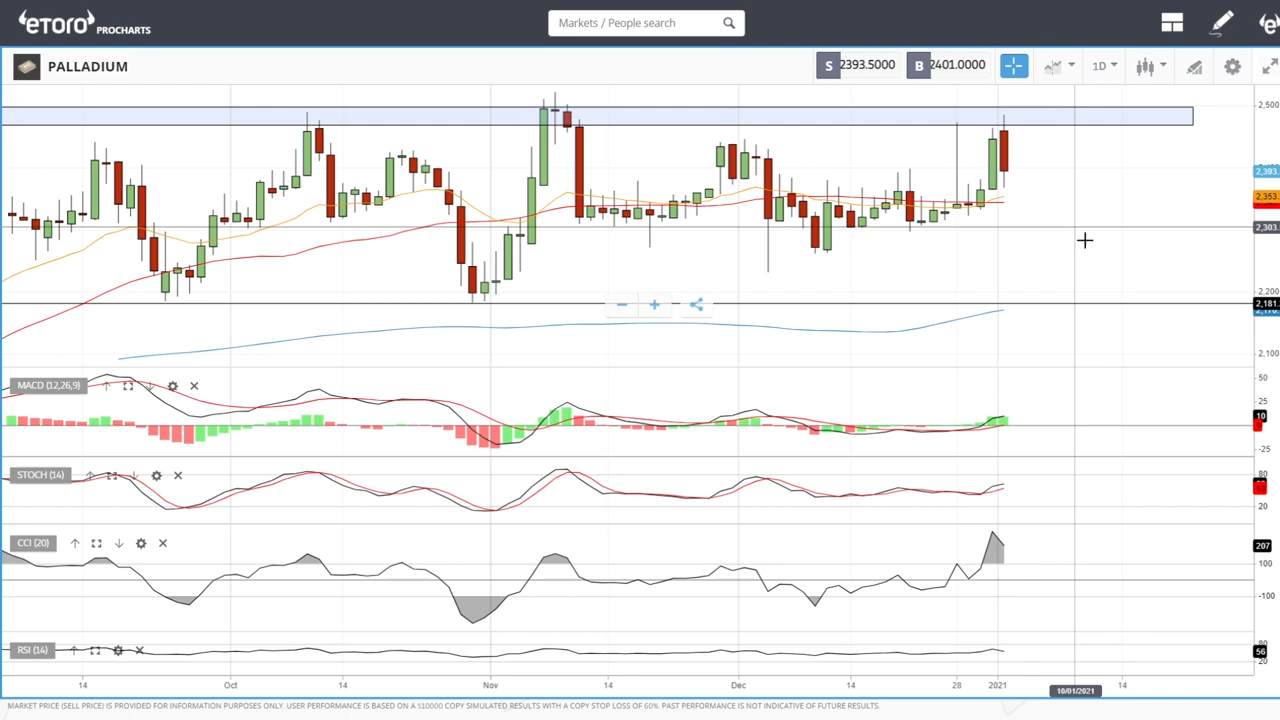 eTORO PROCHARTS
Markets / People search
PALLADIUM
S 2393.5000 B 2401.0000
1D
2,500
2,393.
2,353.
2,303.
2,200
2,181.
2,100
MACD (12,26,9)
50
25
10
-25
STOCH (14)
80
20
CCI (20)
207
100
-100
RSI (14)
80
56
20
14 Oct 14 Nov 14 Dec 14 28 2021 14
10/01/2021
MARKET PRICE (SELL PRICE) IS PROVIDED FOR INFORMATION PURPOSES ONLY. USER PERFORMANCE IS BASED ON A $10000 COPY SIMULATED RESULTS WITH A COPY STOP LOSS OF 60%. PAST PERFORMANCE IS NOT INDICATIVE OF FUTURE RESULTS.